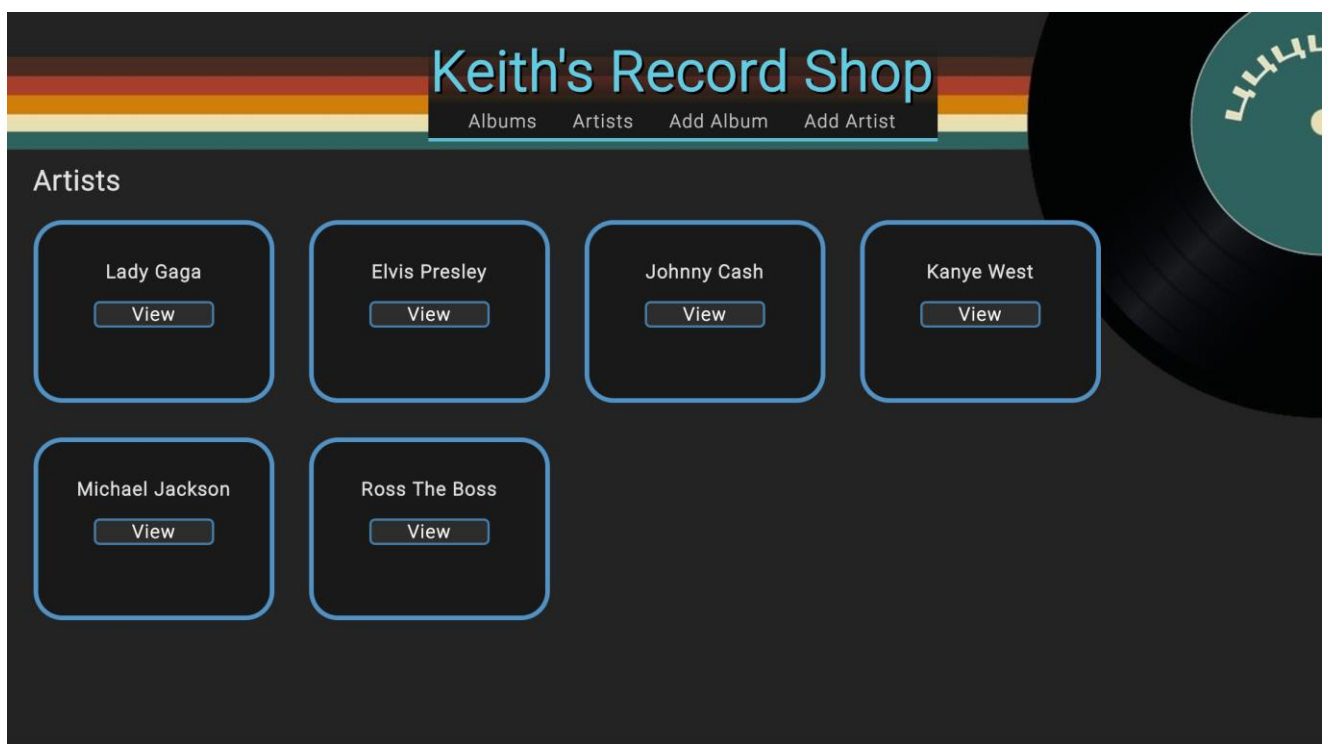 Keith's Record Shop
Albums Artists Add Album Add Artist
Artists
Lady Gaga Elvis Presley Johnny Cash Kanye West
View View View View
Michael Jackson Ross The Boss
View View